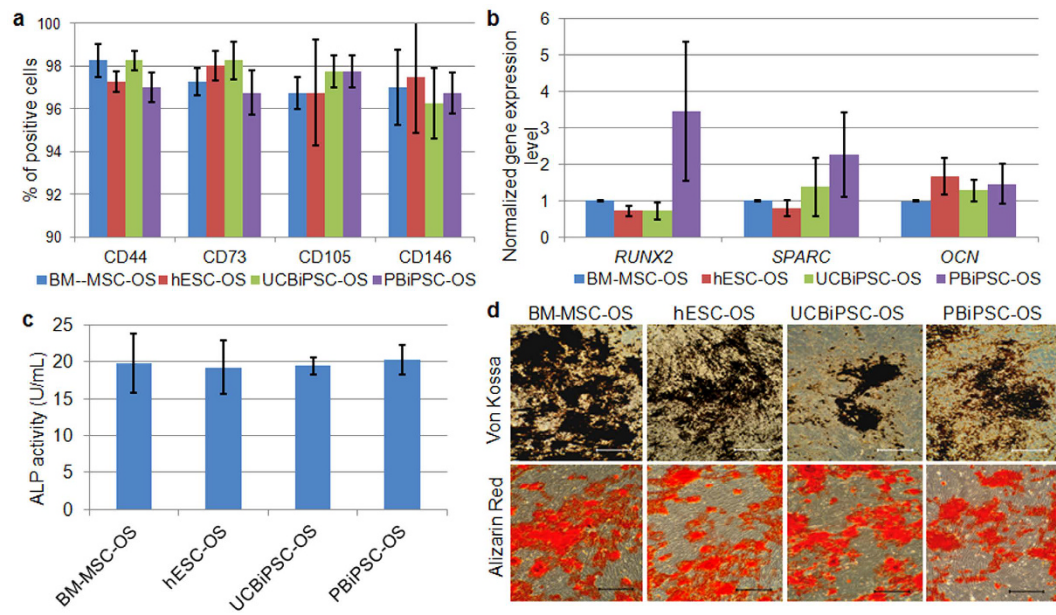 a
% of positive cells
100
98
96
94
92
90
CD44 CD73 CD105 CD146
BM--MSC-OS hESC-OS UCBiPSC-OS PBiPSC-OS
b
Normalized gene expression
level
6
5
4
3
2
1
0
RUNX2 SPARC OCN
BM-MSC-OS hESC-OS UCBiPSC-OS PBiPSC-OS
c
ALP activity (U/mL)
25
20
15
10
5
0
BM-MSC-OS
hESC-OS
UCBiPSC-OS
PBiPSC-OS
d
BM-MSC-OS hESC-OS UCBiPSC-OS PBiPSC-OS
Von Kossa
Alizarin Red